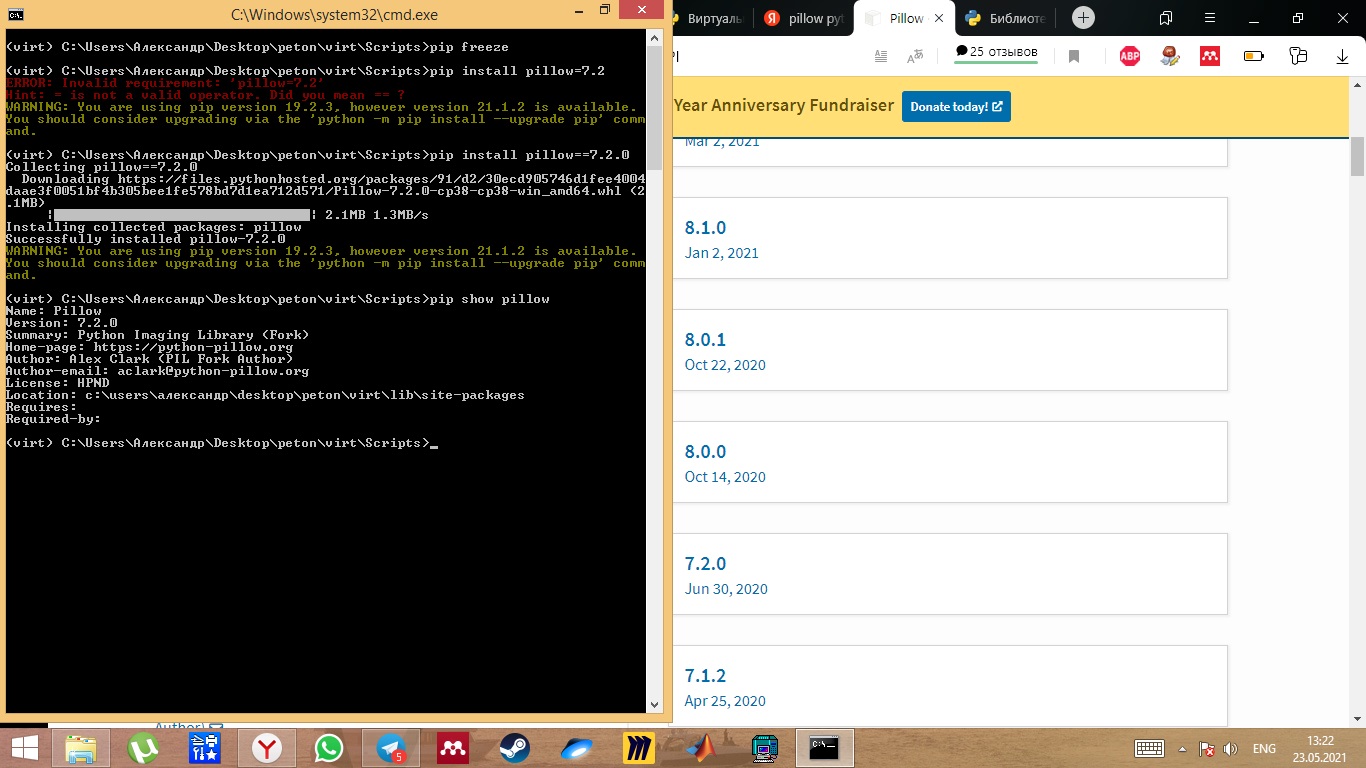 C:\Windows\system32\cmd.exe
(virt) C:\Users\Александр\Desktop\peton\virt\Scripts>pip freeze
(virt) C:\Users\Александр\Desktop\peton\virt\Scripts>pip install pillow=7.2
ERROR: Invalid requirement: 'pillow=7.2'
Hint: = is not a valid operator. Did you mean == ?
WARNING: You are using pip version 19.2.3, however version 21.1.2 is available.
You should consider upgrading via the 'python -m pip install --upgrade pip' comm
and.
(virt) C:\Users\Александр\Desktop\peton\virt\Scripts>pip install pillow==7.2.0
Collecting pillow==7.2.0
Downloading https://files.pythonhosted.org/packages/91/d2/30ecd905746d1fee4004
daae3f0051bf4b305bee1fe578bd7d1ea712d571/Pillow-7.2.0-cp38-cp38-win_amd64.whl (2
.1MB)
2.1MB 1.3MB/s
Installing collected packages: pillow
Successfully installed pillow-7.2.0
WARNING: You are using pip version 19.2.3, however version 21.1.2 is available.
You should consider upgrading via the 'python -m pip install --upgrade pip' comm
and.
(virt) C:\Users\Александр\Desktop\peton\virt\Scripts>pip show pillow
Name: Pillow
Version: 7.2.0
Summary: Python Imaging Library (Fork)
Home-page: https://python-pillow.org
Author: Alex Clark (PIL Fork Author)
Author-email: aclark@python-pillow.org
License: HPND
Location: c:\users\александр\desktop\peton\virt\lib\site-packages
Requires:
Required-by:
(virt) C:\Users\Александр\Desktop\peton\virt\Scripts>_
Виртуаль
pillow pyt
Pillow
Библиоте
PI
25 отзывов
ABP
Year Anniversary Fundraiser
Donate today!
Mar 2, 2021
8.1.0
Jan 2, 2021
8.0.1
Oct 22, 2020
8.0.0
Oct 14, 2020
7.2.0
Jun 30, 2020
7.1.2
Apr 25, 2020
Author)
5
ENG
13:22
23.05.2021